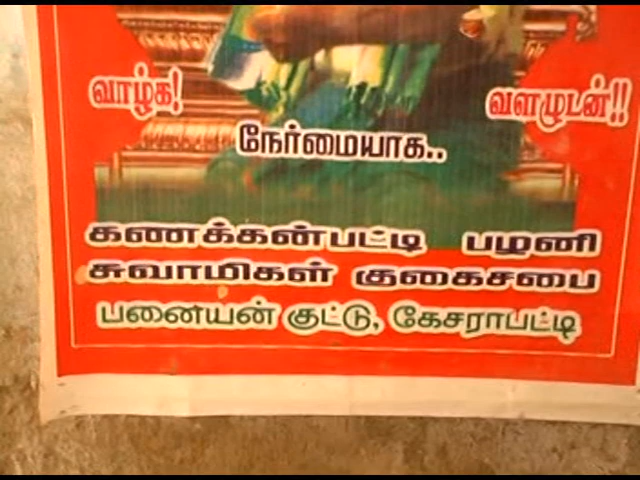 வாழ்க! வளமுடன்!!
நேர்மையாக..
கணக்கன்பட்டி பழனி
சுவாமிகள் குகைசபை
பனையன் குட்டு, கேசராபட்டி